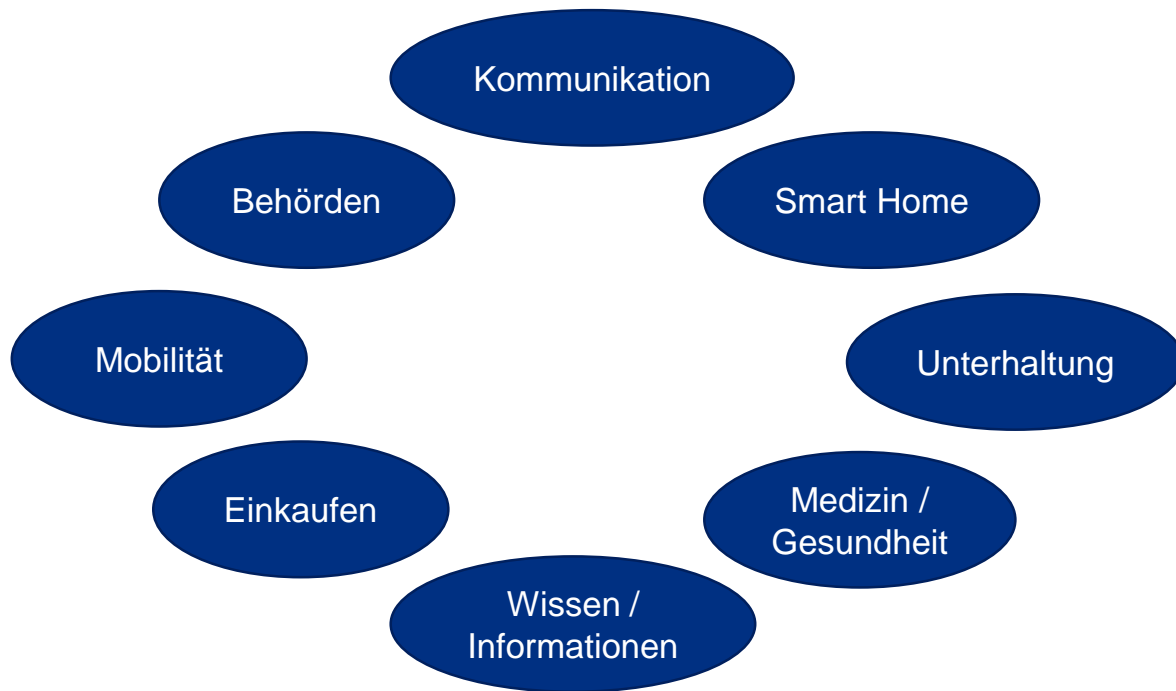 Kommunikation
Behörden
Smart Home
Mobilität
Unterhaltung
Einkaufen
Medizin /
Gesundheit
Wissen /
Informationen